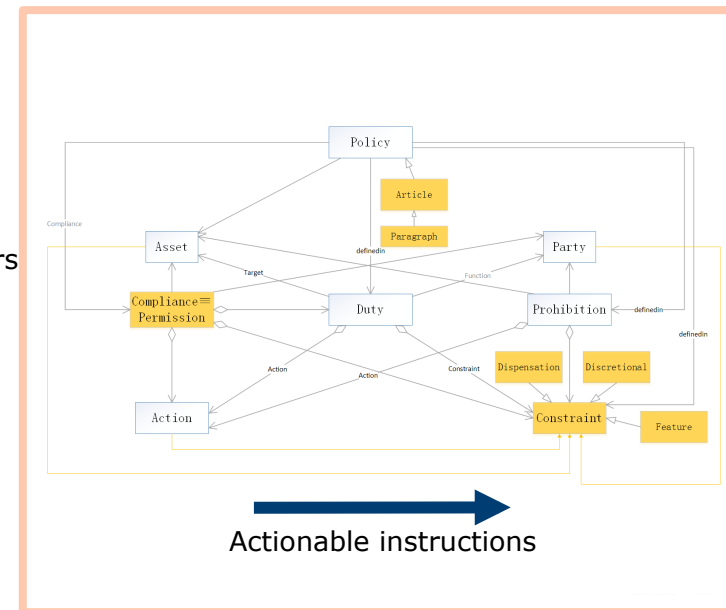 Policy
Article
Compliance
Paragraph
rs
Asset
definedin
Party
Target
Function
Compliance≡
Permission
Duty
Prohibition
definedin
definedin
Dispensation
Discretional
Action
Action
Constraint
Action
Constraint
Feature
Actionable instructions